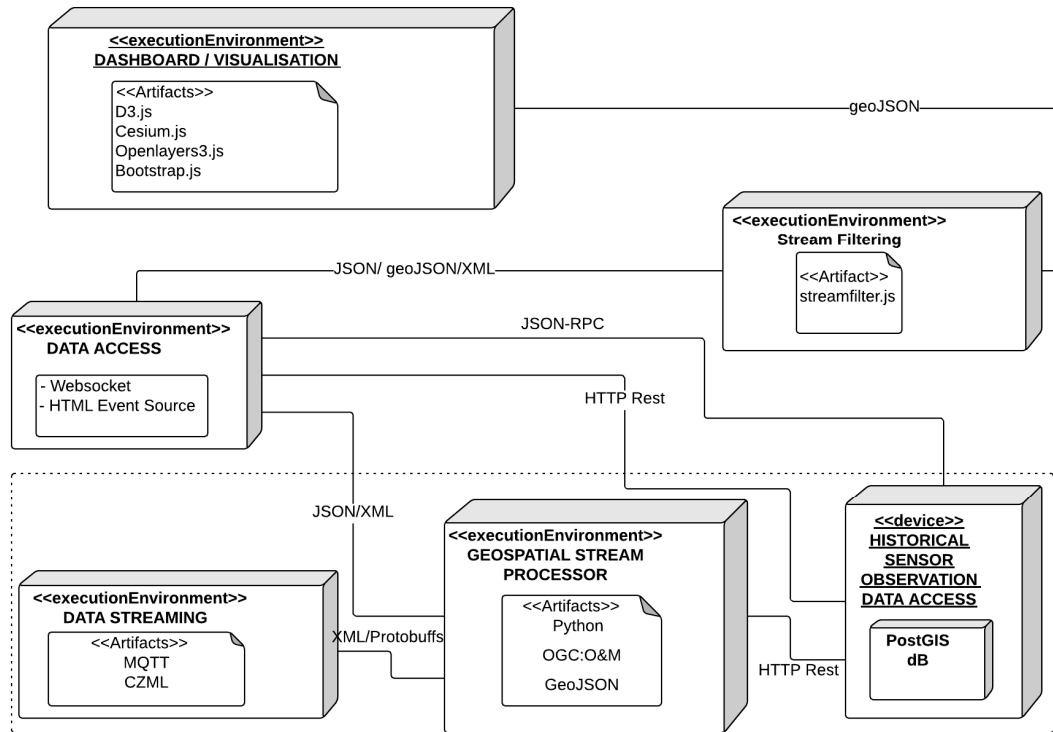 <<executionEnvironment>>
DASHBOARD / VISUALISATION
<<Artifacts>>
D3.js
Cesium.js
Openlayers3.js
Bootstrap.js
geoJSON
<<executionEnvironment>>
Stream Filtering
<<Artifact>>
streamfilter.js
JSON/ geoJSON/XML
<<executionEnvironment>>
DATA ACCESS
- Websocket
- HTML Event Source
JSON-RPC
HTTP Rest
JSON/XML
<<executionEnvironment>>
GEOSPATIAL STREAM
PROCESSOR
<<Artifacts>>
Python
OGC:O&M
GeoJSON
<<device>>
HISTORICAL
SENSOR
OBSERVATION
DATA ACCESS
PostGIS
dB
<<executionEnvironment>>
DATA STREAMING
<<Artifacts>>
MQTT
CZML
XML/Protobuffs
HTTP Rest